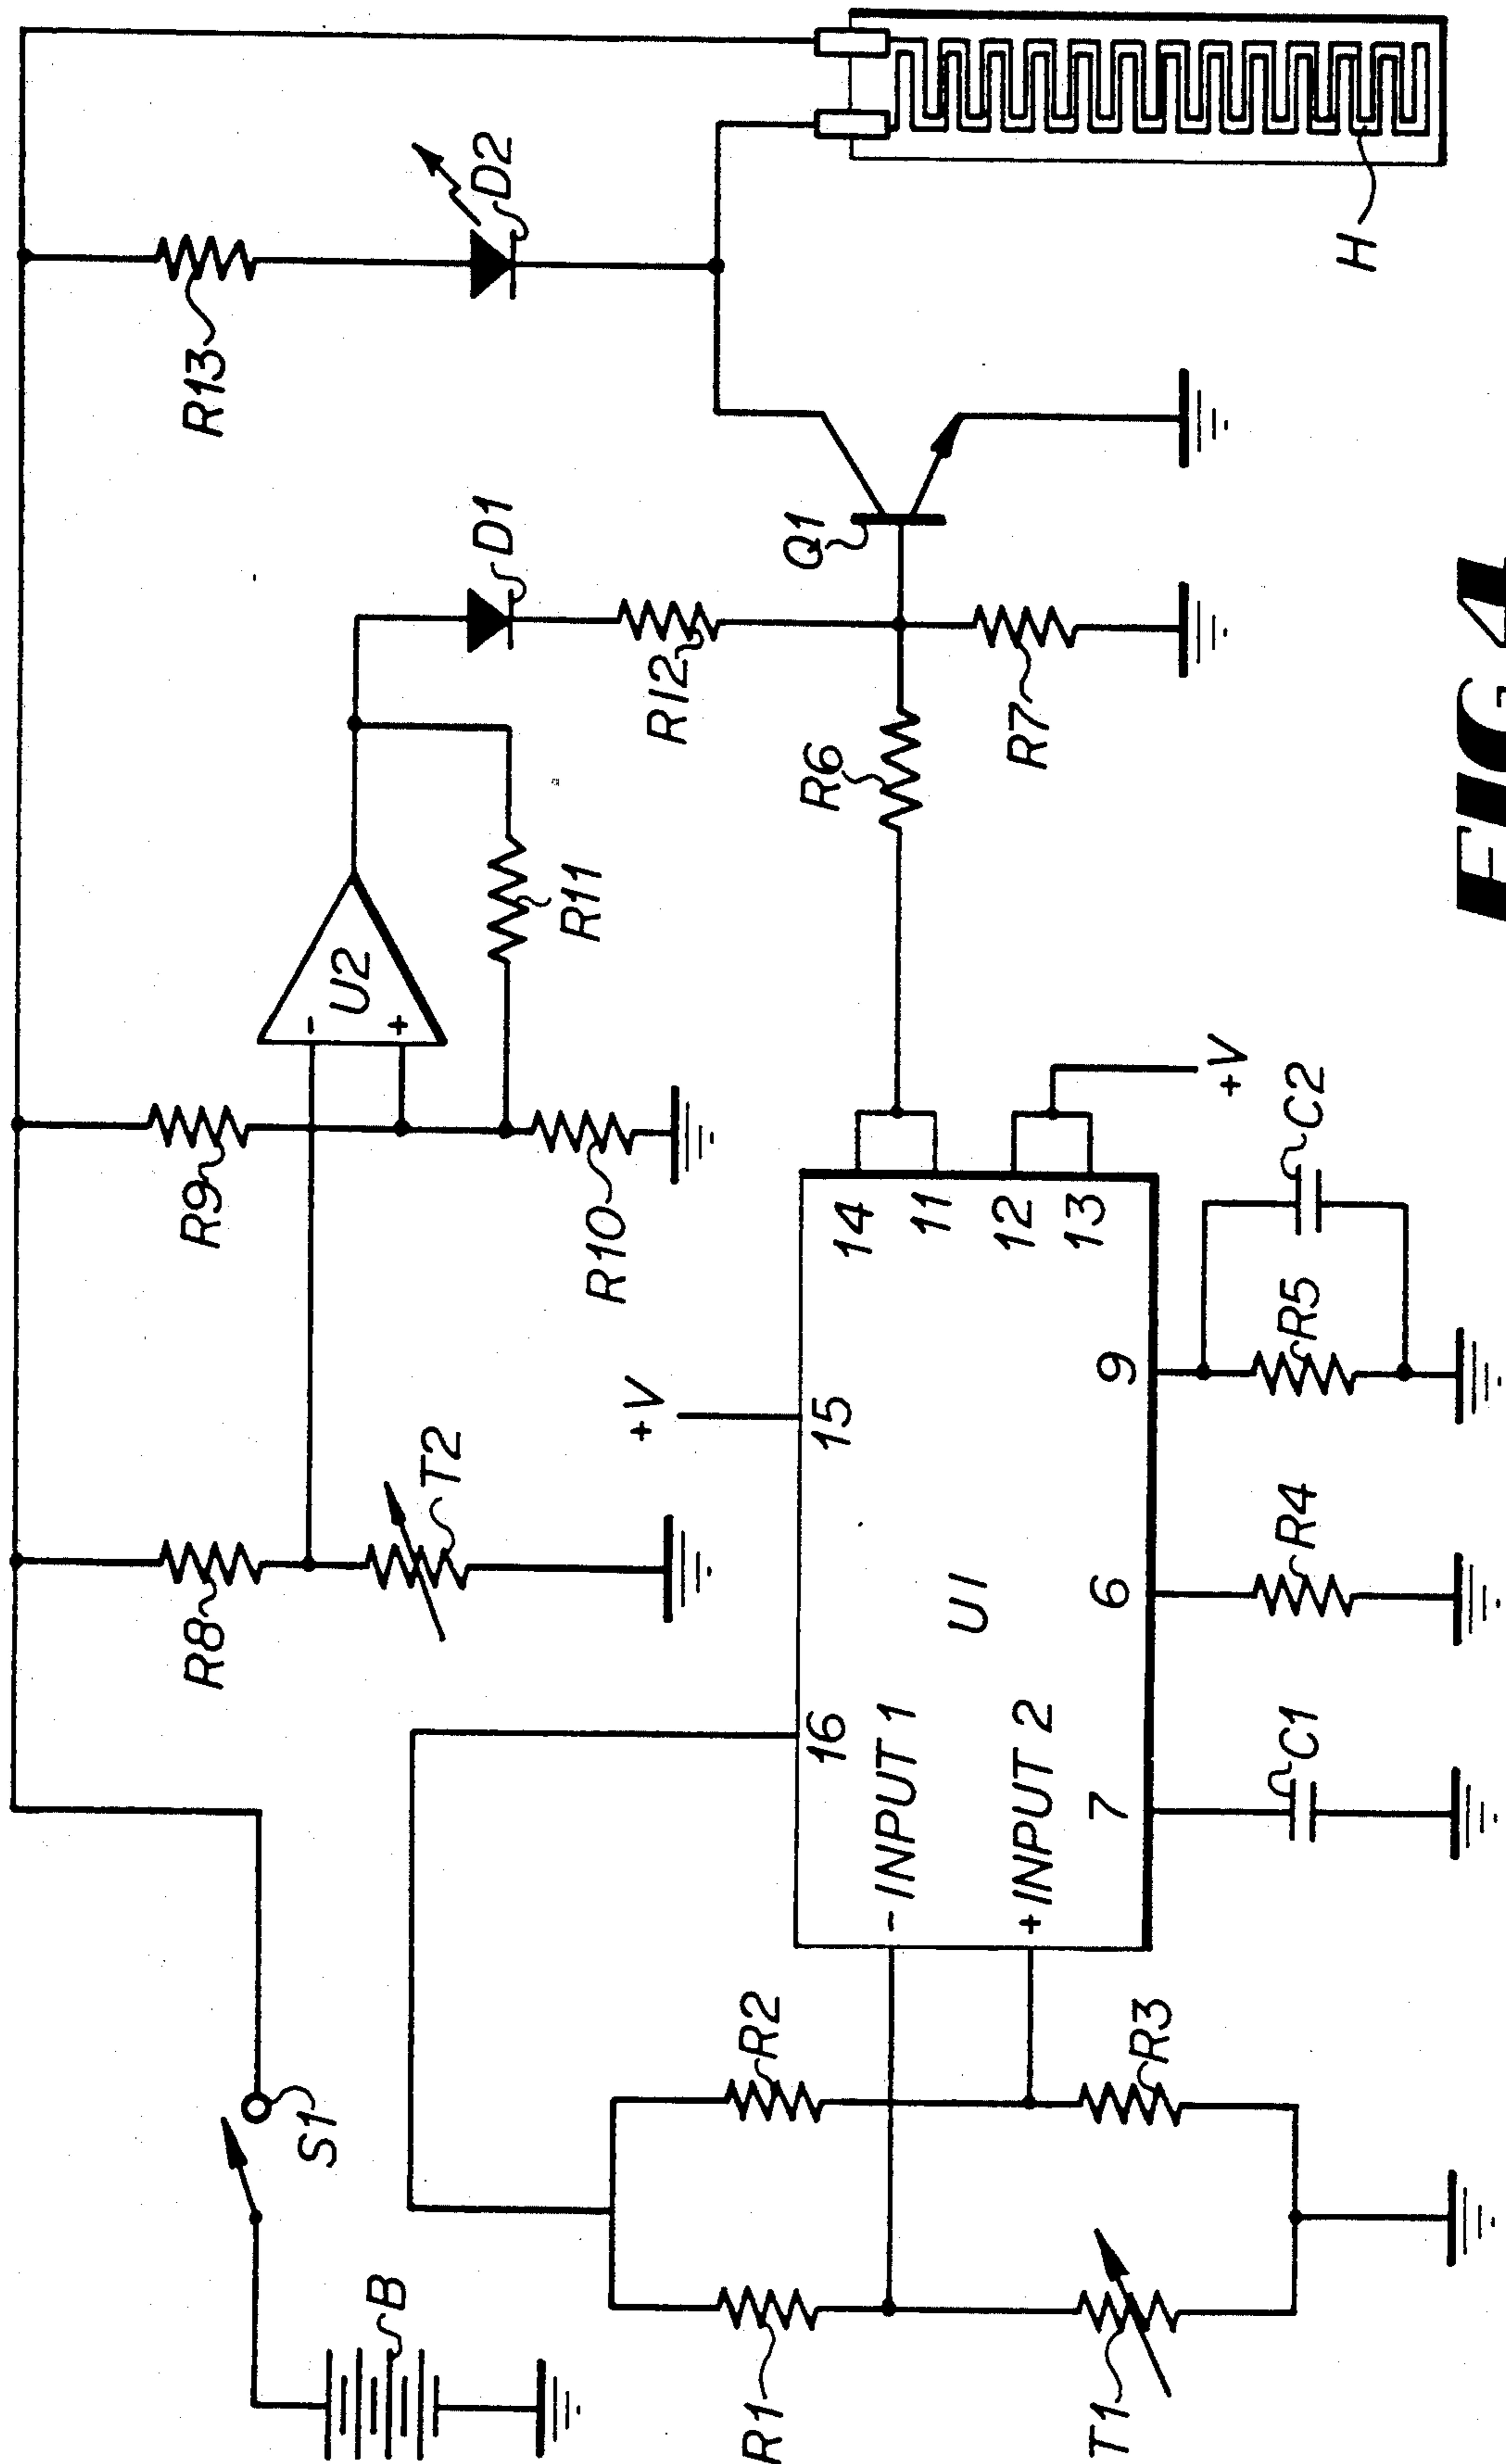 R13
D2
D1
R9
U2
-
+
R11
R12
R8
T2
R10
Q1
H
S1
B
16
15
14
11
12
13
+V
+V
R6
R7
R1
R2
- INPUT 1
+ INPUT 2
U1
T1
R3
7
6
9
C1
R4
R5
C2
FIG 4